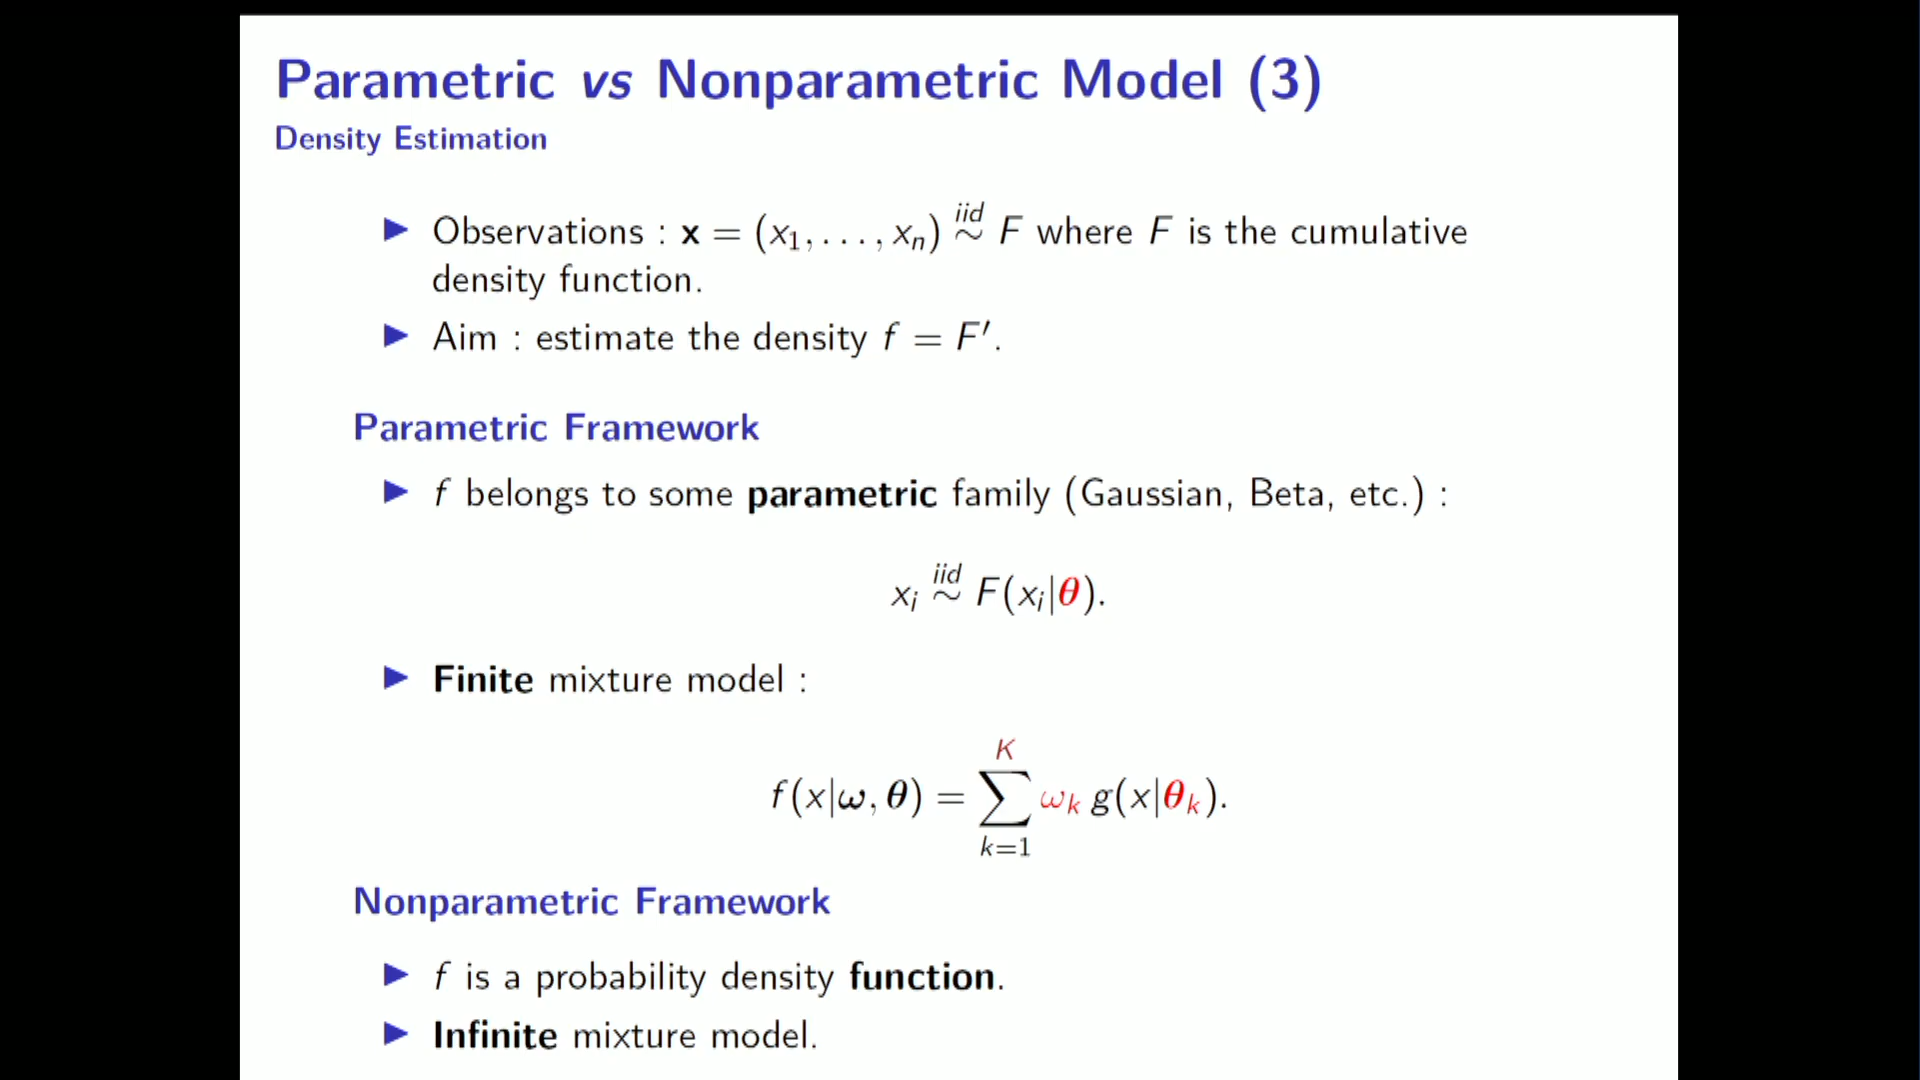 Parametric vs Nonparametric Model (3)
Density Estimation
▶ Observations : x = (x₁, . . . , xₙ) iid ∼ F where F is the cumulative
density function.
▶ Aim : estimate the density f = F′.
Parametric Framework
▶ f belongs to some parametric family (Gaussian, Beta, etc.) :
xᵢ iid ∼ F(xᵢ|θ).
▶ Finite mixture model :
f(x|ω, θ) = ∑_{k=1}^{K} ωₖ g(x|θₖ).
Nonparametric Framework
▶ f is a probability density function.
▶ Infinite mixture model.